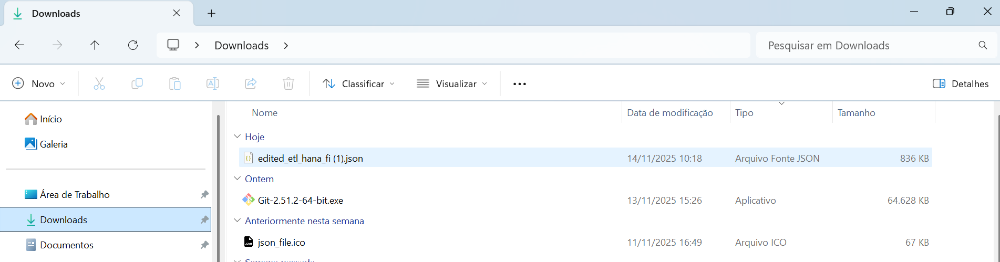 Downloads
Downloads
Pesquisar em Downloads
Novo
Classificar
Visualizar
Detalhes
Início
Galeria
Área de Trabalho
Downloads
Documentos
Nome Data de modificação Tipo Tamanho
Hoje
edited_etl_hana_fi (1).json 14/11/2025 10:18 Arquivo Fonte JSON 836 KB
Ontem
Git-2.51.2-64-bit.exe 13/11/2025 15:26 Aplicativo 64.628 KB
Anteriormente nesta semana
json_file.ico 11/11/2025 16:49 Arquivo ICO 67 KB